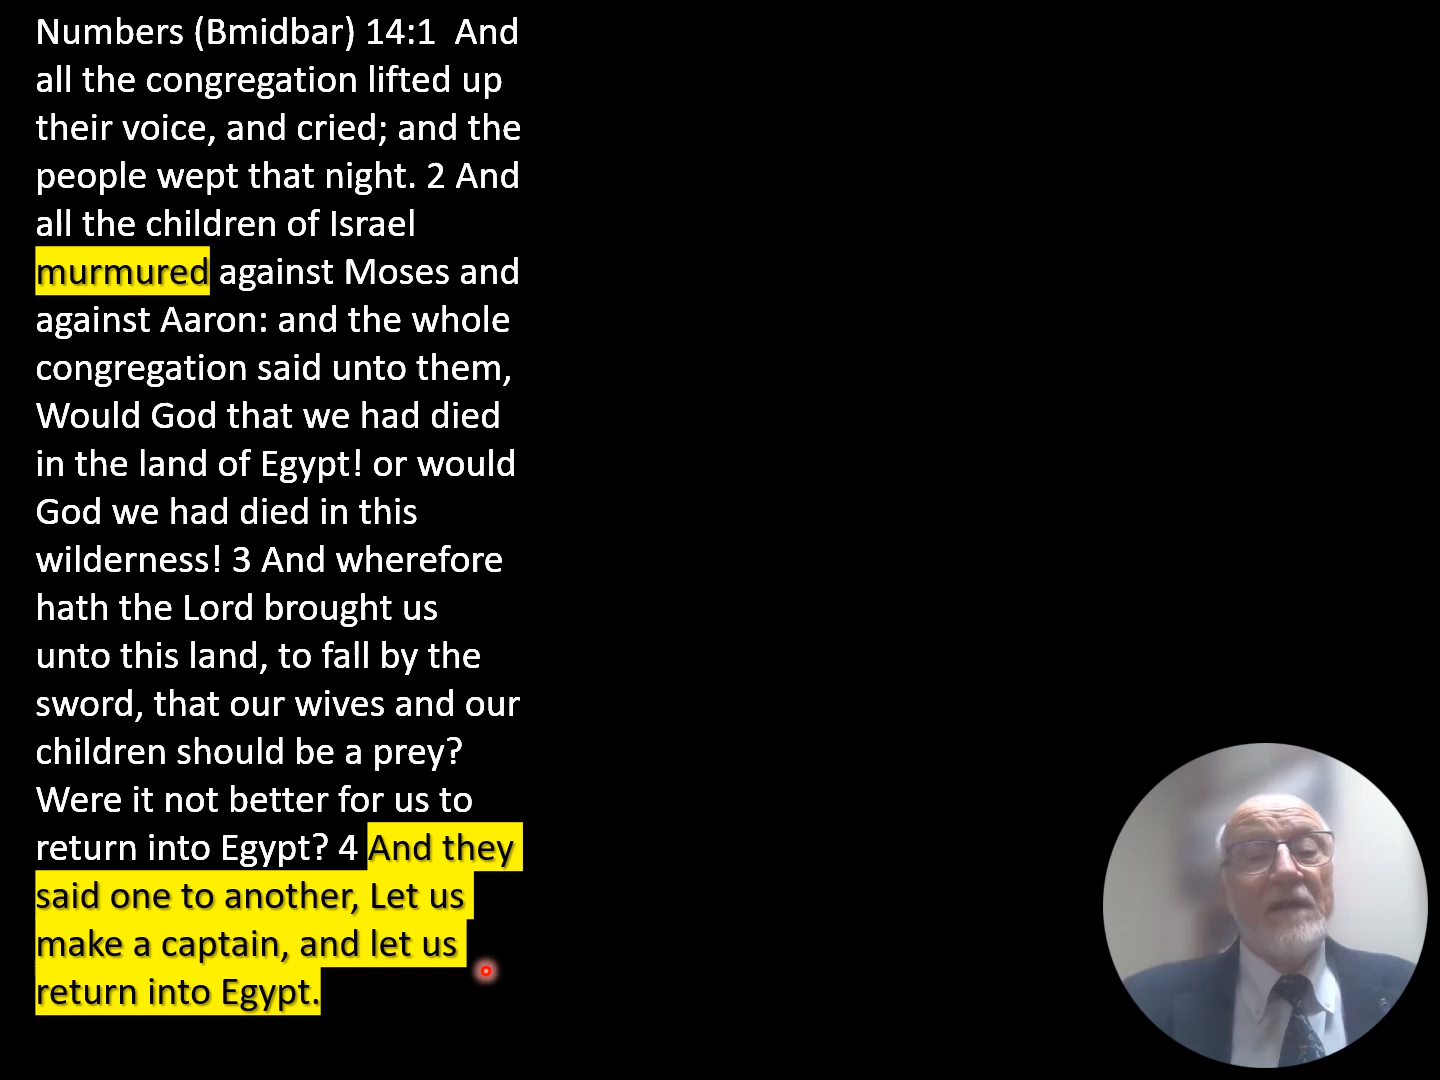 Numbers (Bmidbar) 14:1  And
all the congregation lifted up
their voice, and cried; and the
people wept that night. 2 And
all the children of Israel
murmured against Moses and
against Aaron: and the whole
congregation said unto them,
Would God that we had died
in the land of Egypt! or would
God we had died in this
wilderness! 3 And wherefore
hath the Lord brought us
unto this land, to fall by the
sword, that our wives and our
children should be a prey?
Were it not better for us to
return into Egypt? 4 And they
said one to another, Let us
make a captain, and let us
return into Egypt.